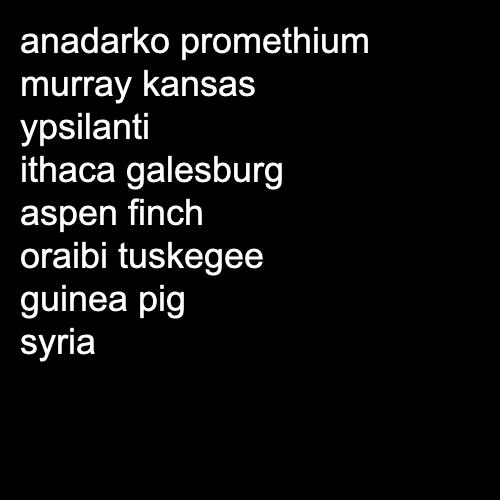 anadarko promethium
murray kansas
ypsilanti
ithaca galesburg
aspen finch
oraibi tuskegee
guinea pig
syria